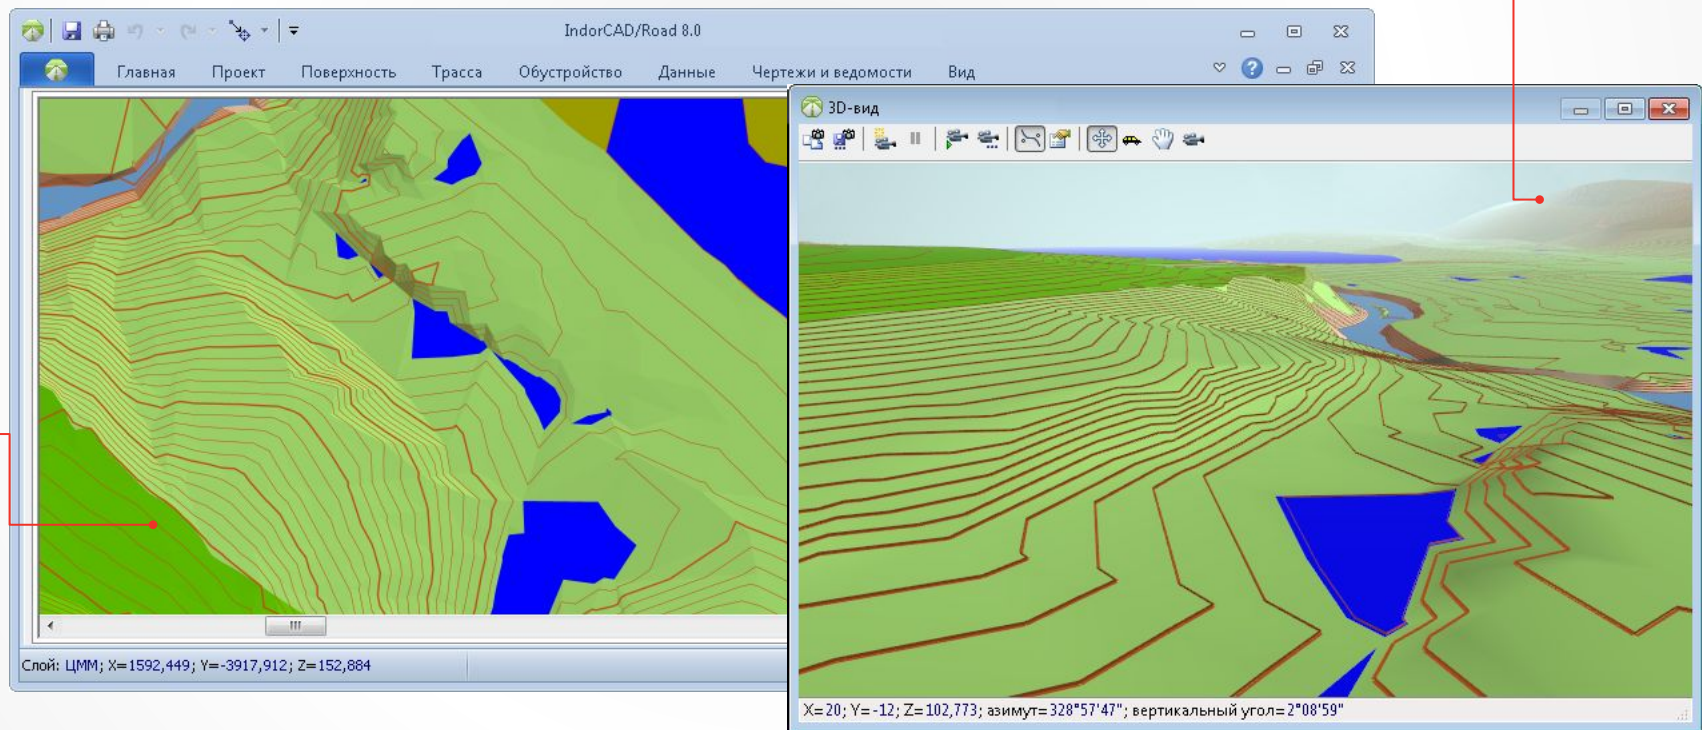 IndorCAD/Road 8.0
Главная Проект Поверхность Трасса Обустройство Данные Чертежи и ведомости Вид
3D-вид
Слой: ЦММ; X=1592,449; Y=-3917,912; Z=152,884
X=20; Y=-12; Z=102,773; азимут=328°57'47"; вертикальный угол=2°08'59"